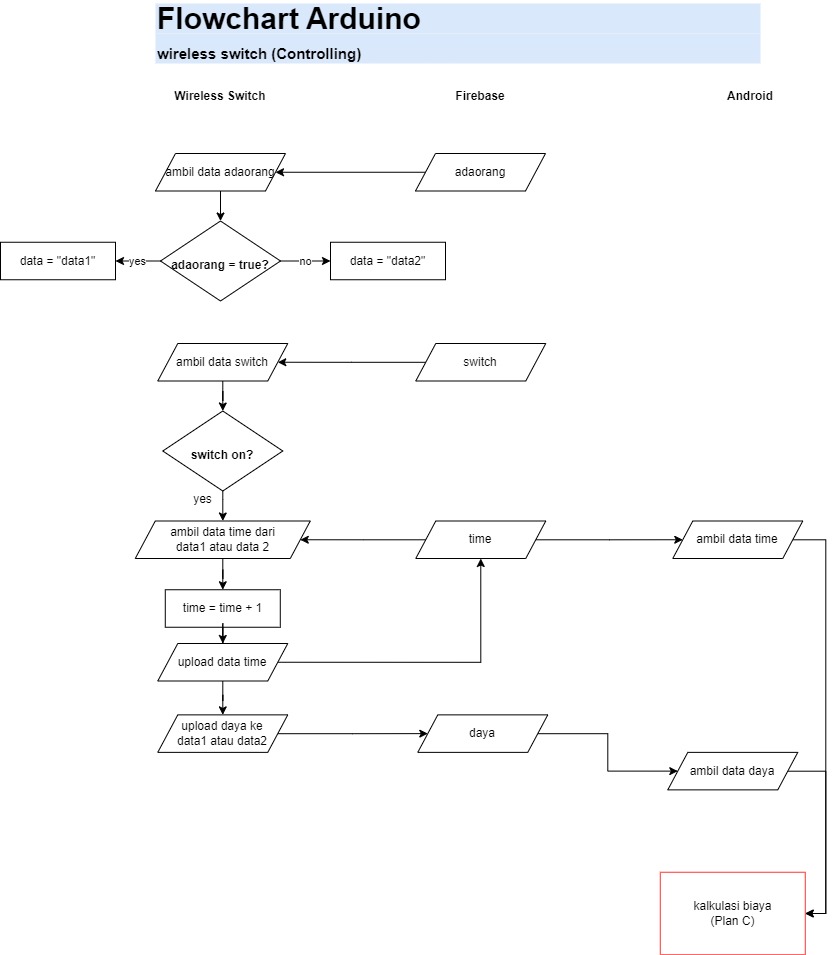 Flowchart Arduino
wireless switch (Controlling)
Wireless Switch
Firebase
Android
ambil data adaorang
adaorang
data = "data1"
yes
adaorang = true?
no
data = "data2"
ambil data switch
switch
switch on?
yes
ambil data time dari
data1 atau data 2
time
ambil data time
time = time + 1
upload data time
upload daya ke
data1 atau data2
daya
ambil data daya
kalkulasi biaya
(Plan C)